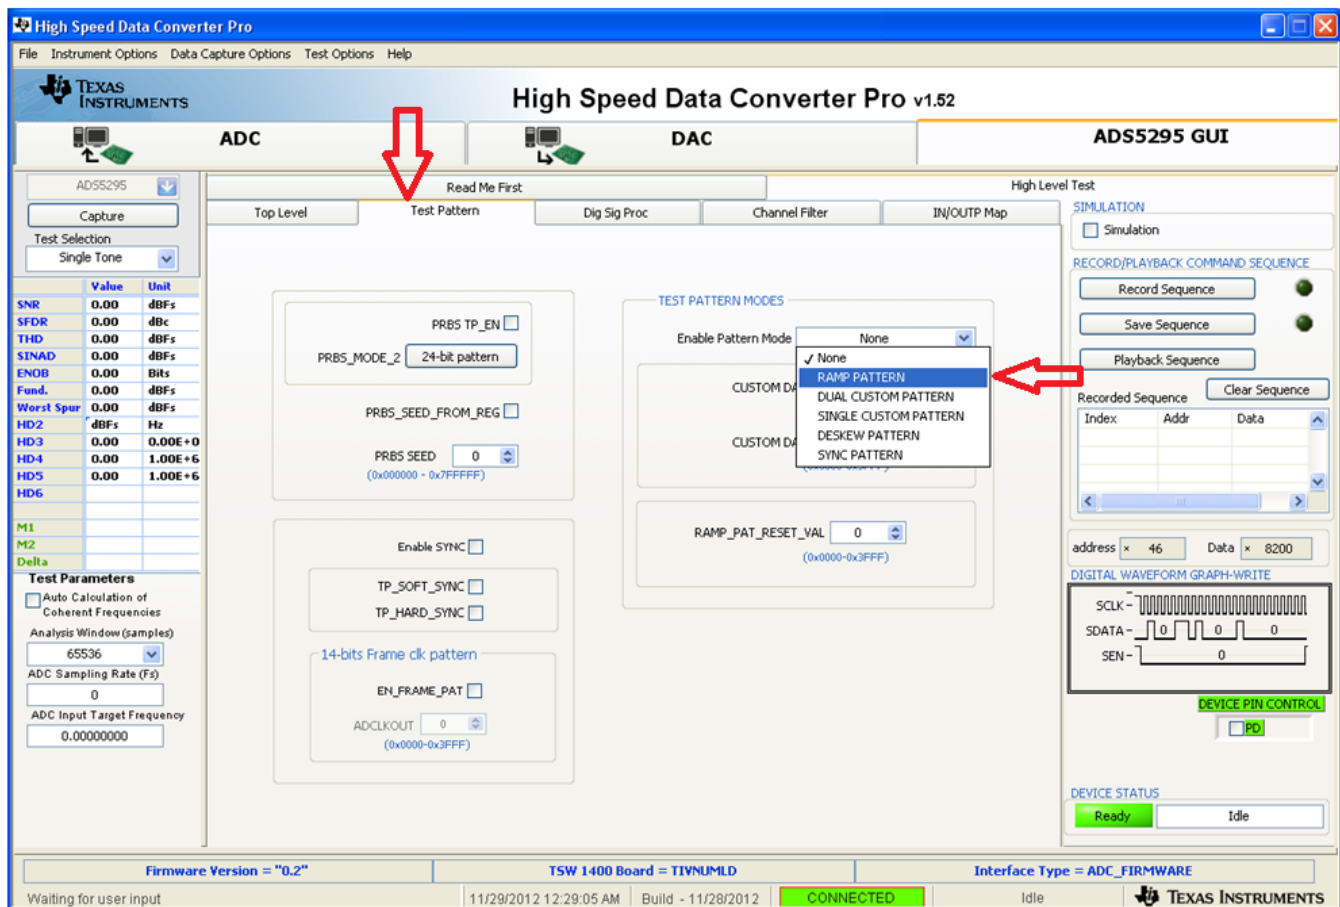 High Speed Data Converter Pro
File Instrument Options Data Capture Options Test Options Help
TEXAS INSTRUMENTS
High Speed Data Converter Pro v1.52
ADC
DAC
ADS5295 GUI
ADS5295
Capture
Test Selection
Single Tone
Value Unit
SNR 0.00 dBFs
SFDR 0.00 dBc
THD 0.00 dBFs
SINAD 0.00 dBFs
ENOB 0.00 Bits
Fund. 0.00 dBFs
Worst Spur 0.00 dBFs
HD2 dBFs Hz
HD3 0.00 0.00E+0
HD4 0.00 1.00E+6
HD5 0.00 1.00E+6
HD6
M1
M2
Delta
Test Parameters
Auto Calculation of
Coherent Frequencies
Analysis Window (samples)
65536
ADC Sampling Rate (Fs)
0
ADC Input Target Frequency
0.00000000
Read Me First
High Level Test
Top Level
Test Pattern
Dig Sig Proc
Channel Filter
IN/OUTP Map
PRBS TP_EN
PRBS_MODE_2 24-bit pattern
PRBS_SEED_FROM_REG
PRBS SEED 0
(0x000000 - 0x7FFFFF)
Enable SYNC
TP_SOFT_SYNC
TP_HARD_SYNC
14-bits Frame clk pattern
EN_FRAME_PAT
ADCLKOUT 0
(0x0000-0x3FFF)
TEST PATTERN MODES
Enable Pattern Mode None
✓ None
RAMP PATTERN
DUAL CUSTOM PATTERN
SINGLE CUSTOM PATTERN
DESKEW PATTERN
SYNC PATTERN
CUSTOM DA
CUSTOM DA
RAMP_PAT_RESET_VAL 0
(0x0000-0x3FFF)
SIMULATION
Simulation
RECORD/PLAYBACK COMMAND SEQUENCE
Record Sequence
Save Sequence
Playback Sequence
Recorded Sequence Clear Sequence
Index Addr Data
address × 46 Data × 8200
DIGITAL WAVEFORM GRAPH-WRITE
SCLK -
SDATA - 0 0 0
SEN - 0
DEVICE PIN CONTROL
PD
DEVICE STATUS
Ready Idle
Firmware Version = "0.2"
TSW 1400 Board = TIVNUMLD
Interface Type = ADC_FIRMWARE
Waiting for user input
11/29/2012 12:29:05 AM
Build - 11/28/2012
CONNECTED
Idle
TEXAS INSTRUMENTS